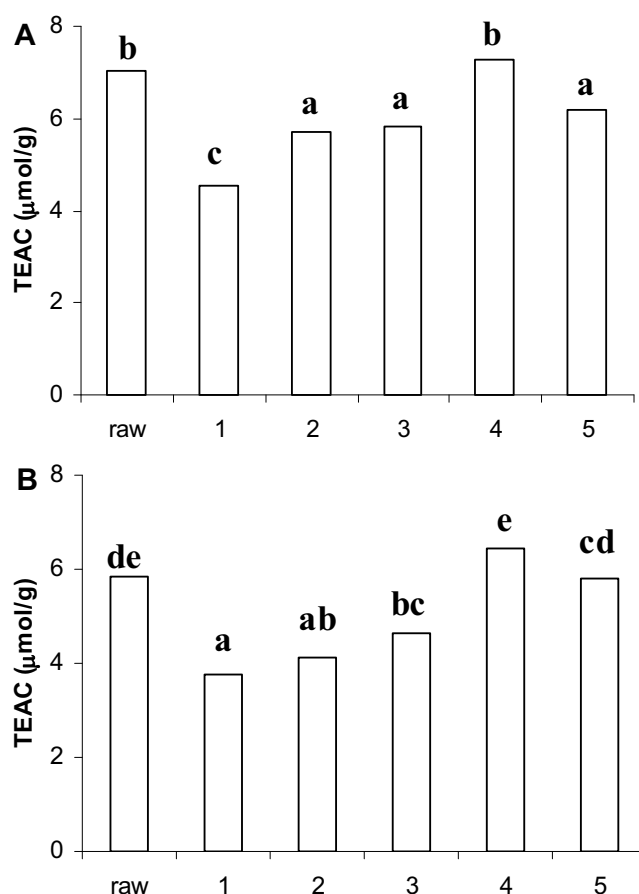 A
TEAC (μmol/g)
8
6
4
2
0
b
c
a
a
b
a
raw 1 2 3 4 5
B
TEAC (μmol/g)
8
6
4
2
0
de
a
ab
bc
e
cd
raw 1 2 3 4 5